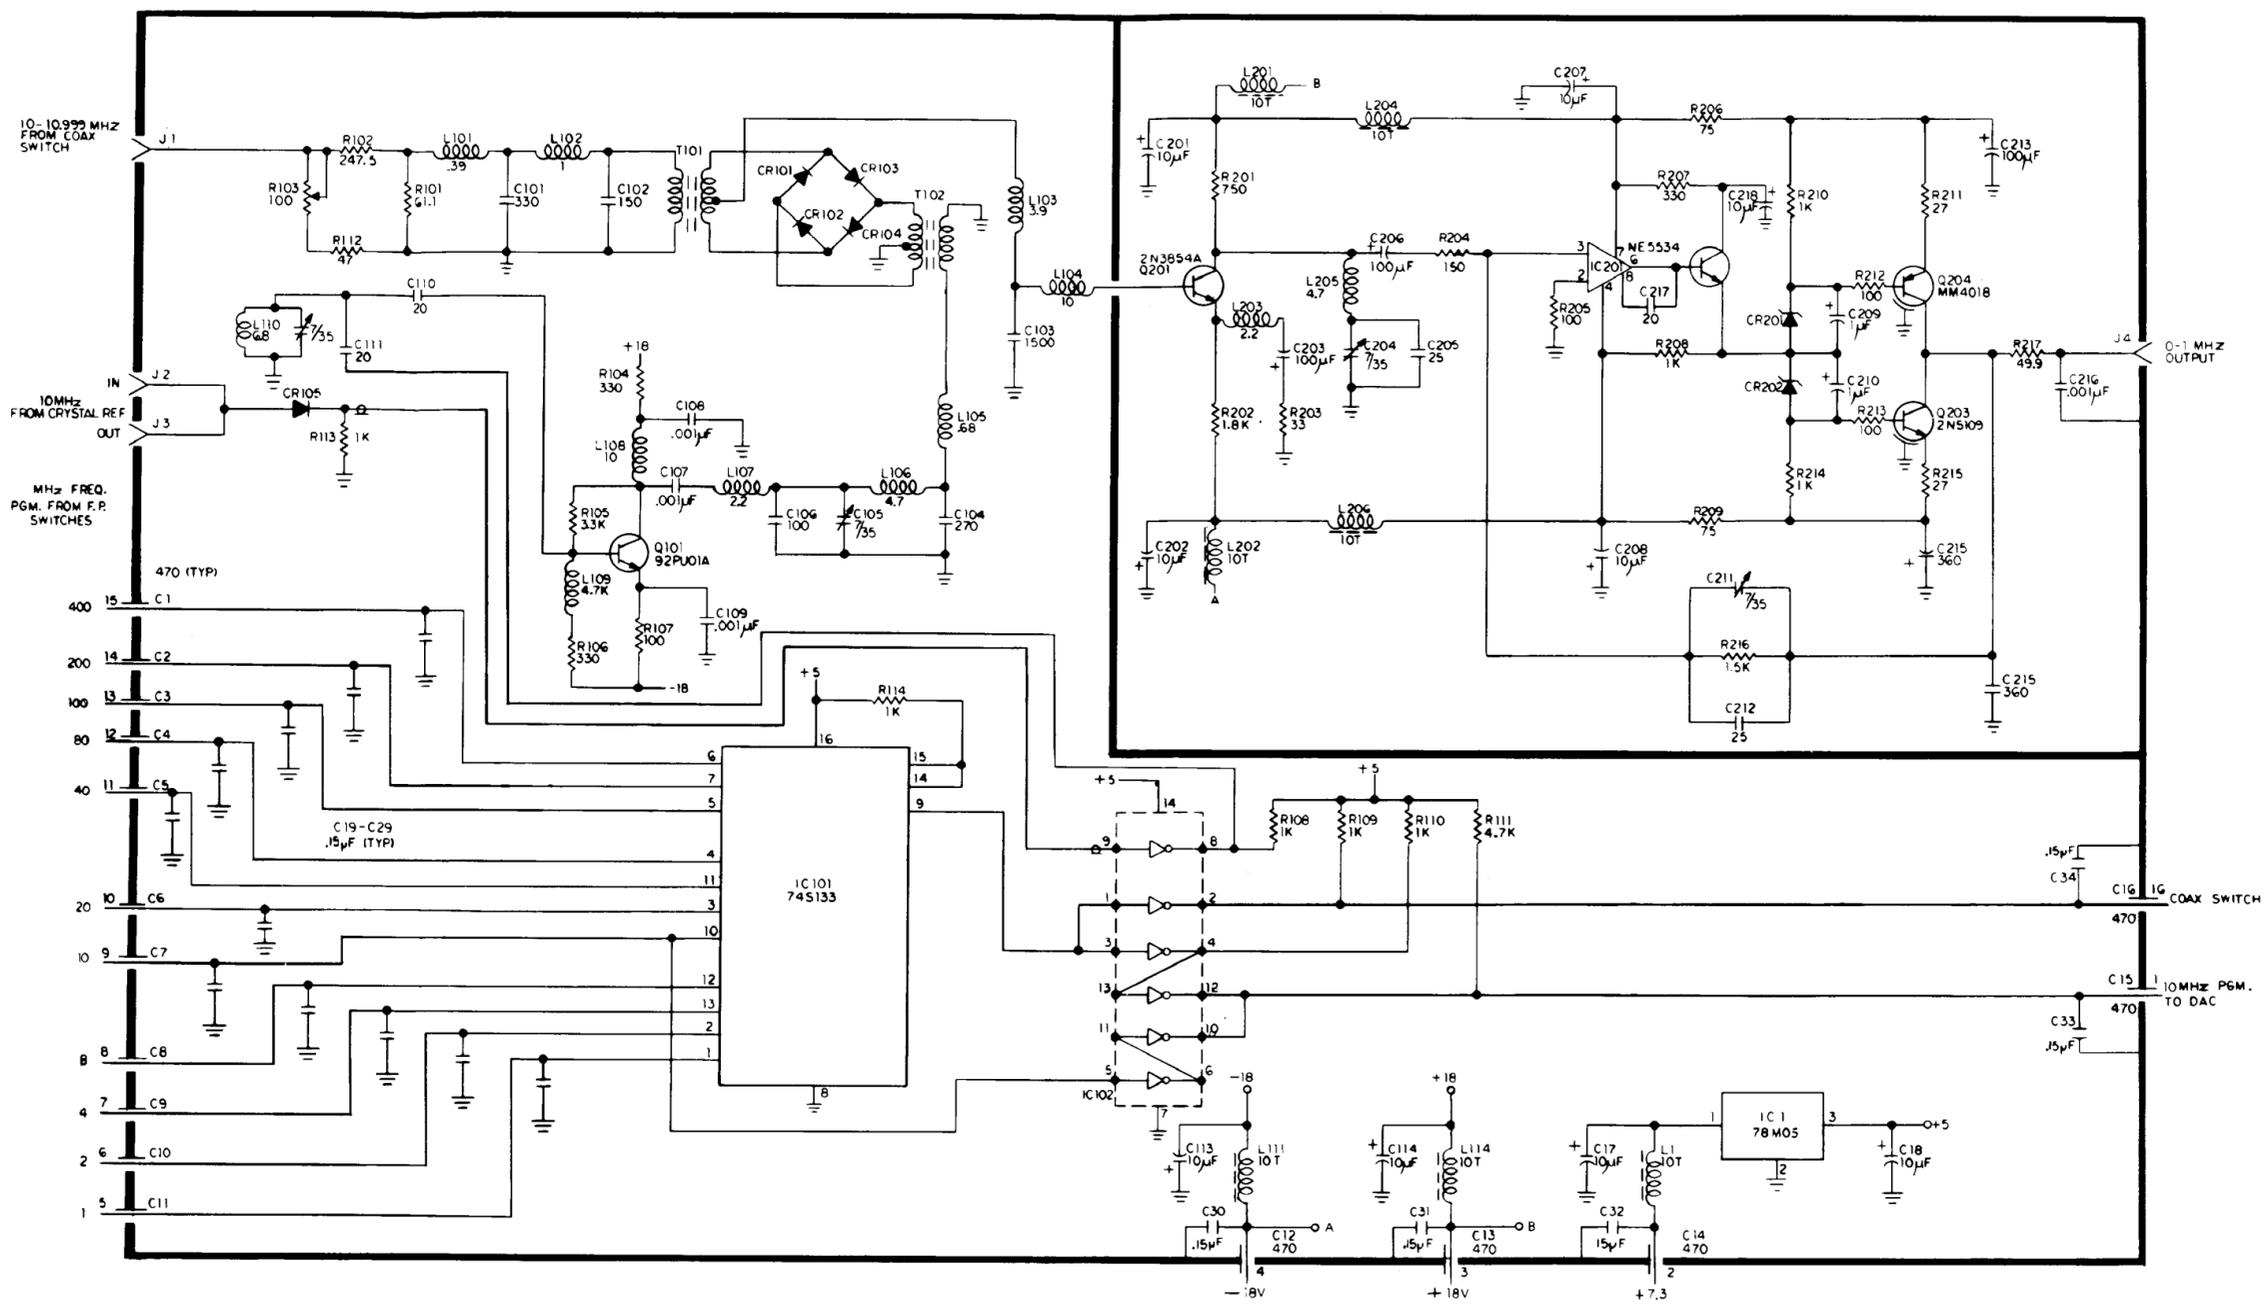 10-10.999 MHZ
FROM COAX
SWITCH
J1
R102
247.5
L101
.39
L102
1
T101
R103
100
R101
61.1
C101
330
C102
150
R112
47
CR101
CR103
CR102
CR104
T102
L103
3.9
L104
10
C103
1500
C110
20
L110
.68
7/35
C111
20
IN
J2
10MHz
FROM CRYSTAL REF
OUT
J3
CR105
R113
1K
+18
R104
330
C108
.001µF
L108
10
C107
.001µF
L107
2.2
L106
4.7
L105
.68
R105
3.3K
C106
100
C105
7/35
C104
270
Q101
92PU01A
L109
4.7K
R106
330
R107
100
C109
.001µF
-18
MHz FREQ.
PGM. FROM F.P.
SWITCHES
470 (TYP)
400
15
C1
200
14
C2
100
13
C3
80
12
C4
40
11
C5
20
10
C6
10
9
C7
8
8
C8
4
7
C9
2
6
C10
1
5
C11
C19-C29
.15µF (TYP)
+5
R114
1K
16
6
7
5
4
11
3
10
12
13
2
1
15
14
9
IC101
74S133
8
+5
14
9
8
1
2
3
4
13
12
11
10
5
6
IC102
7
+5
R108
1K
R109
1K
R110
1K
R111
4.7K
.15µF
C34
C16
16
470
COAX SWITCH
C15
1
470
10MHz PGM.
TO DAC
C33
.15µF
L201
10T
B
C207
10µF
L204
10T
R206
75
C201
10µF
C213
100µF
R201
750
R207
330
C218
10µF
R210
1K
R211
27
2N3854A
Q201
C206
100µF
R204
150
3
7
NE5534
6
IC201
8
2
4
R205
100
C217
20
L205
4.7
L203
2.2
C203
100µF
C204
7/35
C205
25
R208
1K
CR201
C209
1µF
R212
100
Q204
MM4018
CR202
C210
1µF
R213
100
Q203
2N5109
R217
49.9
J4
0-1 MHz
OUTPUT
C216
.001µF
R202
1.8K
R203
33
R214
1K
R215
27
L206
10T
R209
75
C202
10µF
L202
10T
A
C208
10µF
C215
360
C211
7/35
R216
1.5K
C212
25
C215
360
-18
C113
10µF
L111
10T
C30
.15µF
A
C12
470
4
-18V
+18
C114
10µF
L114
10T
C31
.15µF
B
C13
470
3
+18V
C17
10µF
L1
10T
C32
.15µF
C14
470
2
+7.3
1
IC1
78M05
3
2
+5
C18
10µF